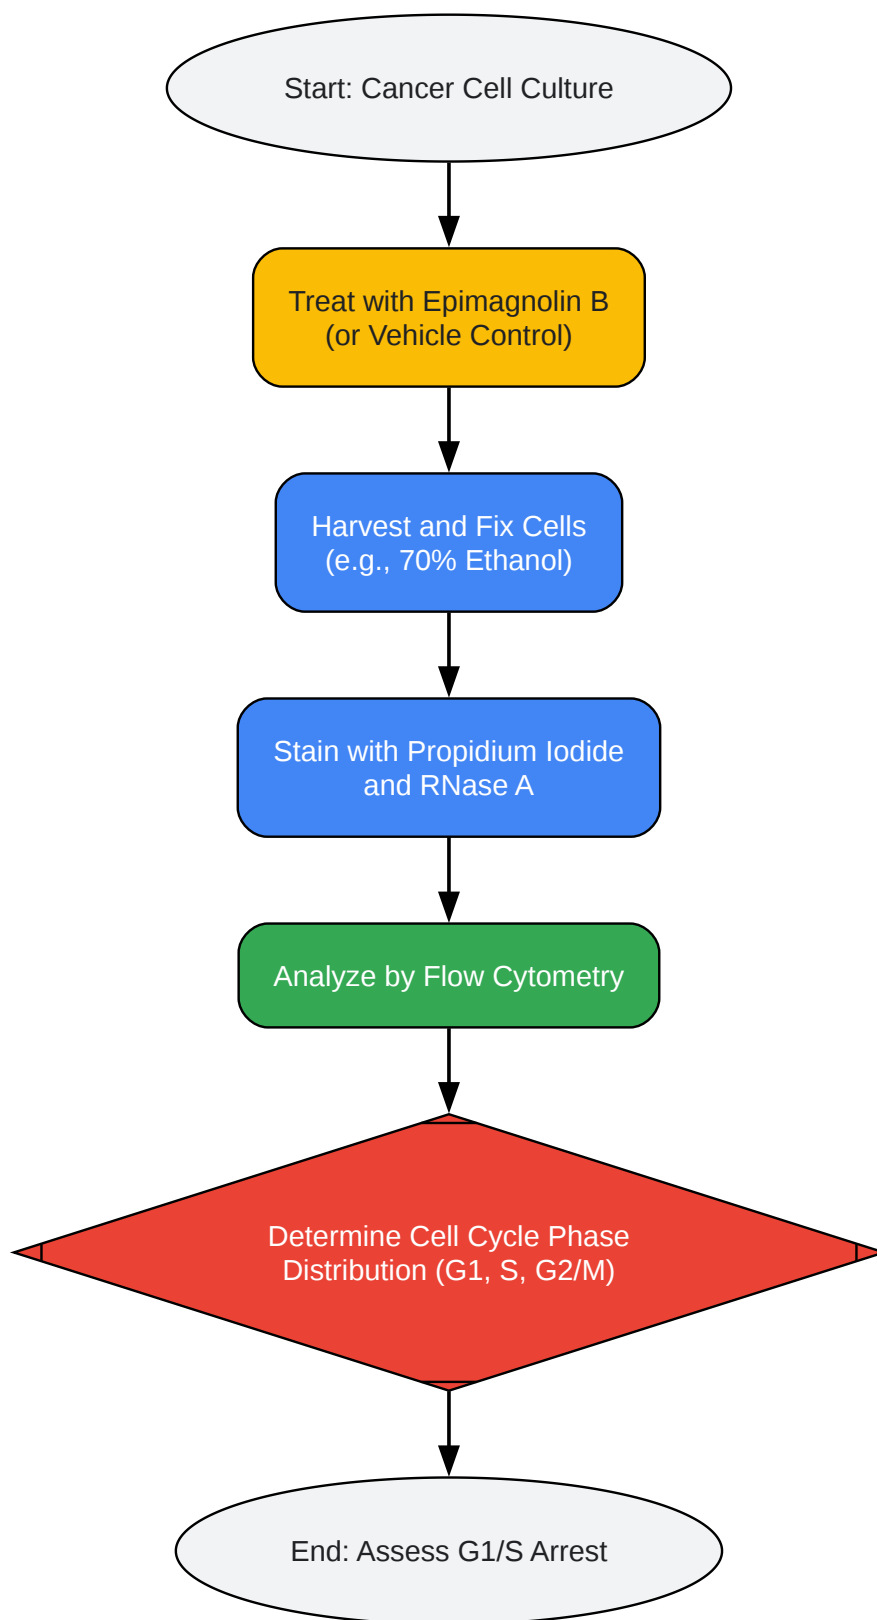 Start: Cancer Cell Culture
Treat with Epimagnolin B
(or Vehicle Control)
Harvest and Fix Cells
(e.g., 70% Ethanol)
Stain with Propidium Iodide
and RNase A
Analyze by Flow Cytometry
Determine Cell Cycle Phase
Distribution (G1, S, G2/M)
End: Assess G1/S Arrest